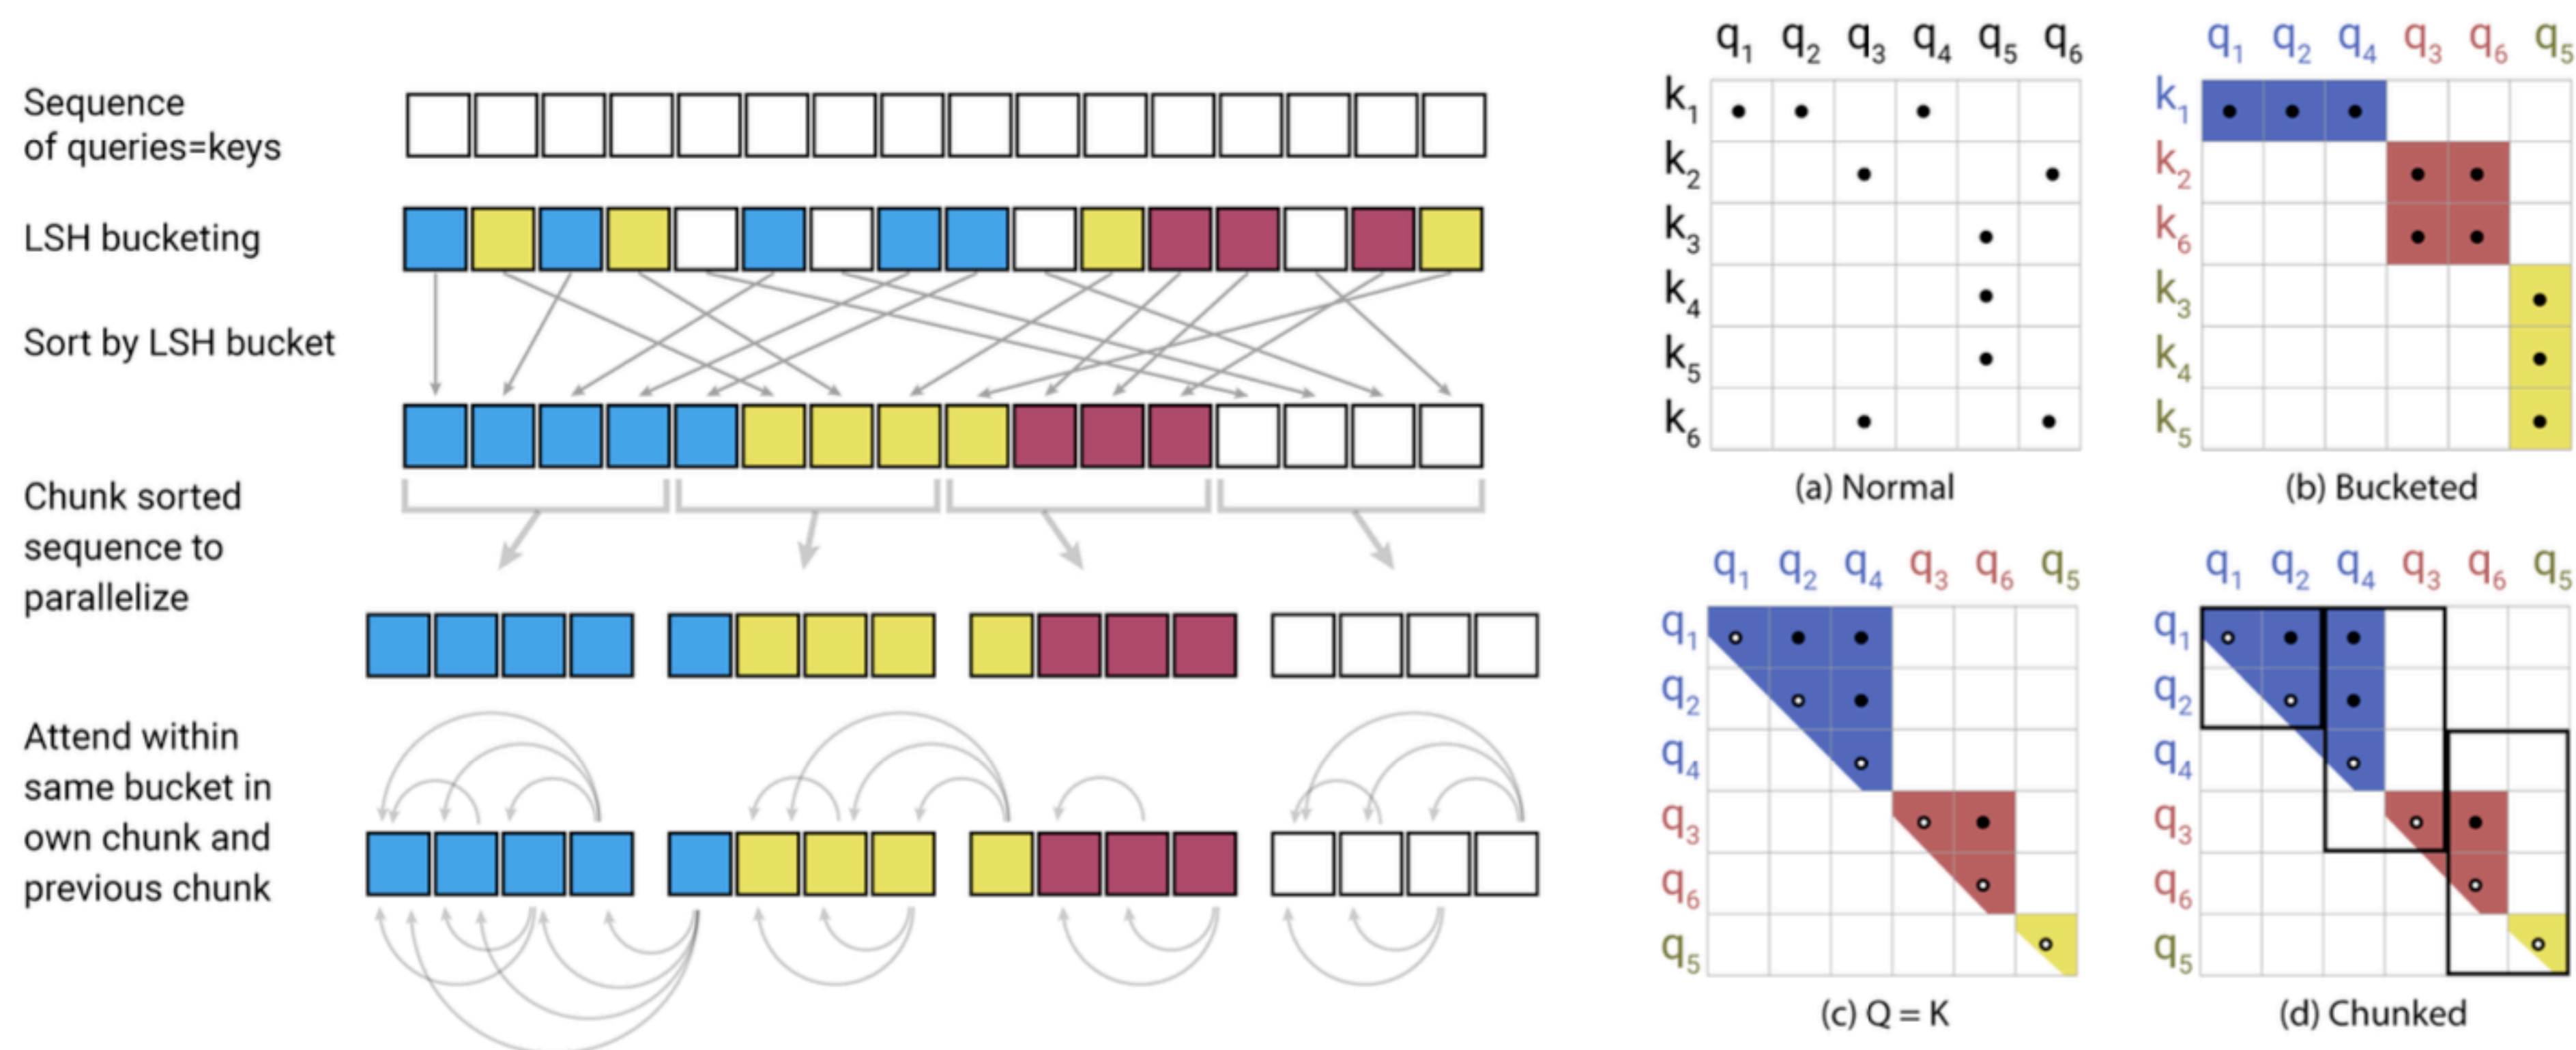 Sequence
of queries=keys
LSH bucketing
Sort by LSH bucket
Chunk sorted
sequence to
parallelize
Attend within
same bucket in
own chunk and
previous chunk
q1 q2 q3 q4 q5 q6
k1
k2
k3
k4
k5
k6
(a) Normal
q1 q2 q4 q3 q6 q5
k1
k2
k6
k3
k4
k5
(b) Bucketed
q1 q2 q4 q3 q6 q5
q1
q2
q4
q3
q6
q5
(c) Q = K
q1 q2 q4 q3 q6 q5
q1
q2
q4
q3
q6
q5
(d) Chunked